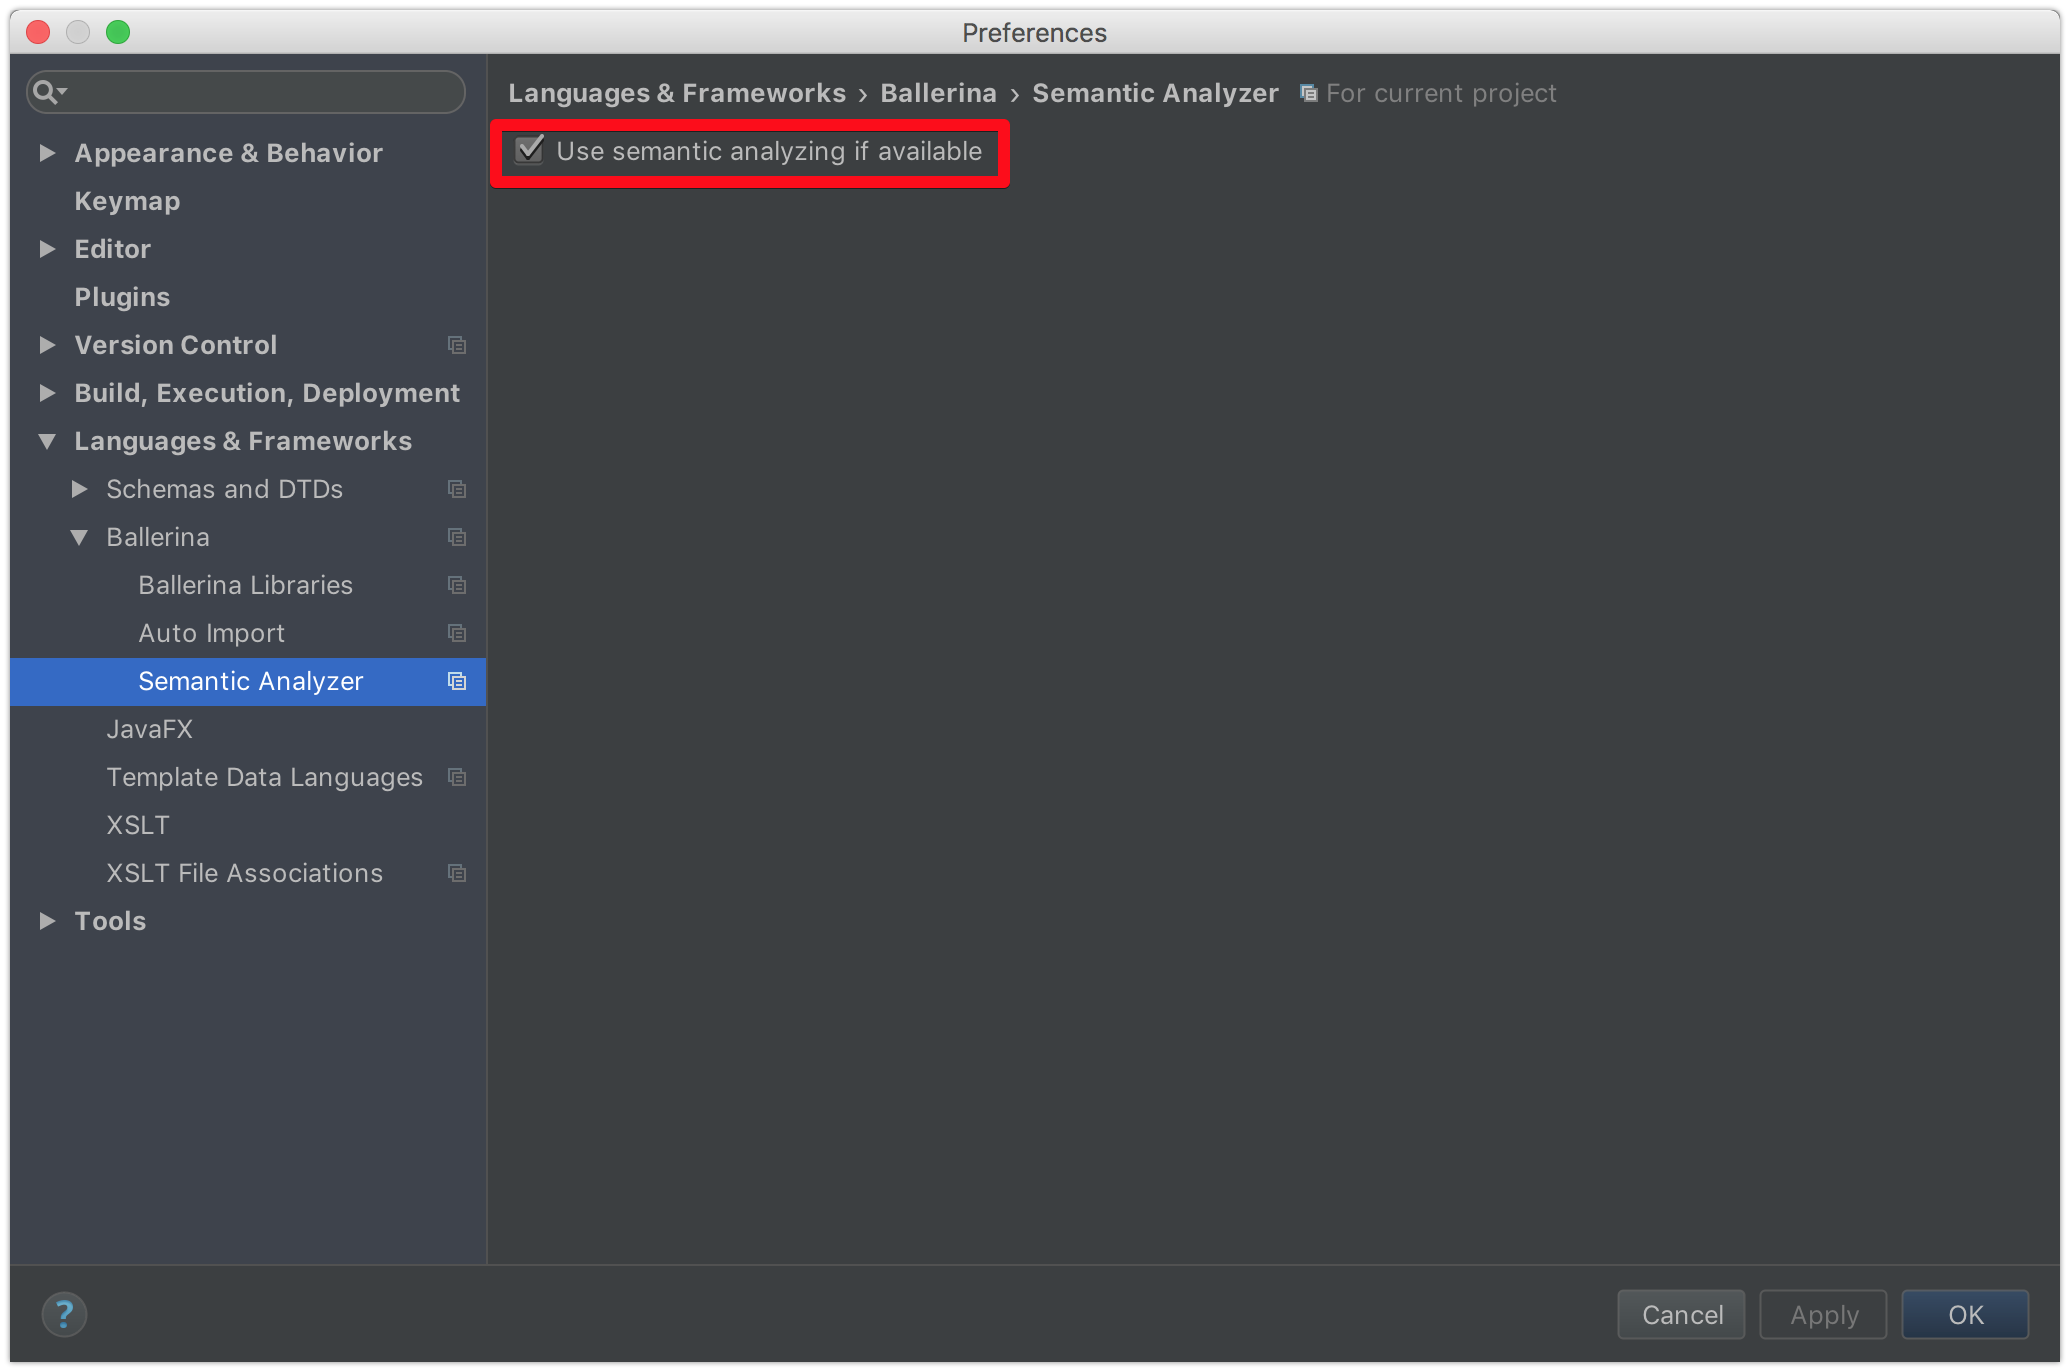 Preferences
Languages & Frameworks › Ballerina › Semantic Analyzer For current project
Use semantic analyzing if available
Appearance & Behavior
Keymap
Editor
Plugins
Version Control
Build, Execution, Deployment
Languages & Frameworks
Schemas and DTDs
Ballerina
Ballerina Libraries
Auto Import
Semantic Analyzer
JavaFX
Template Data Languages
XSLT
XSLT File Associations
Tools
?
Cancel
Apply
OK